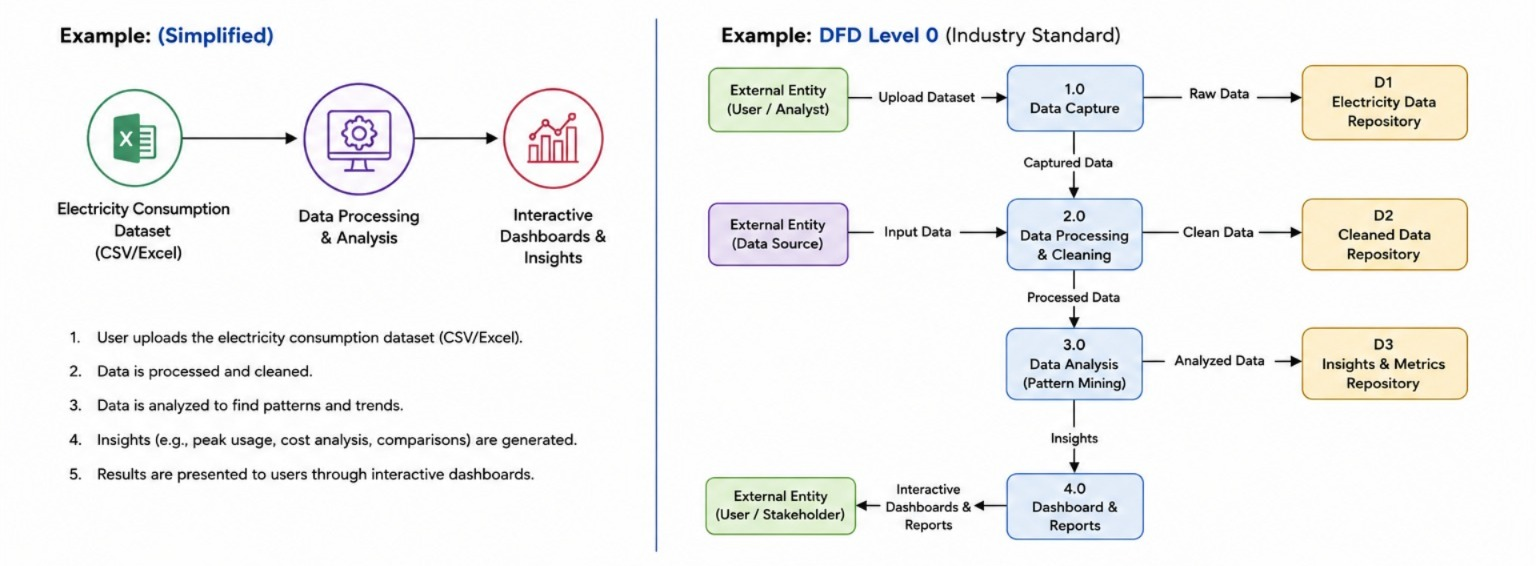 Example: (Simplified)
X
Electricity Consumption
Dataset
(CSV/Excel)
Data Processing
& Analysis
Interactive
Dashboards &
Insights
1. User uploads the electricity consumption dataset (CSV/Excel).
2. Data is processed and cleaned.
3. Data is analyzed to find patterns and trends.
4. Insights (e.g., peak usage, cost analysis, comparisons) are generated.
5. Results are presented to users through interactive dashboards.
Example: DFD Level 0 (Industry Standard)
External Entity
(User / Analyst)
Upload Dataset
1.0
Data Capture
Raw Data
D1
Electricity Data
Repository
Captured Data
External Entity
(Data Source)
Input Data
2.0
Data Processing
& Cleaning
Clean Data
D2
Cleaned Data
Repository
Processed Data
3.0
Data Analysis
(Pattern Mining)
Analyzed Data
D3
Insights & Metrics
Repository
Insights
External Entity
(User / Stakeholder)
Interactive
Dashboards &
Reports
4.0
Dashboard &
Reports